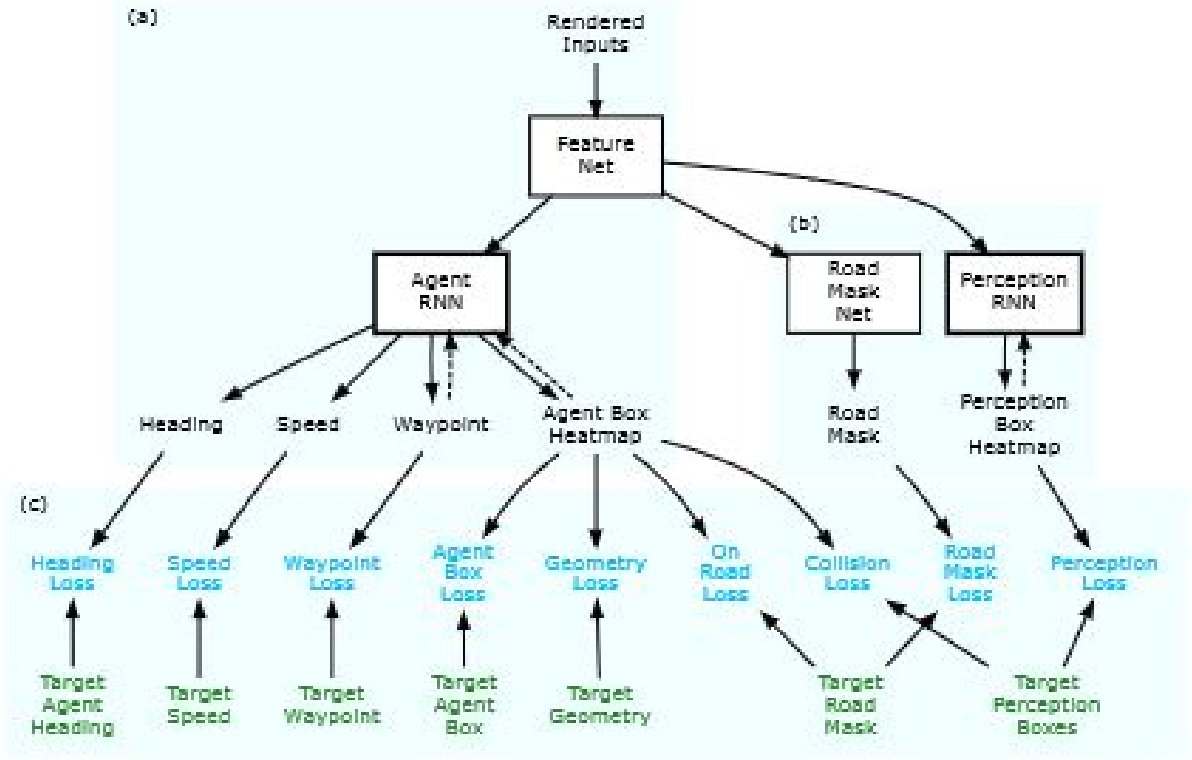 (a)
Rendered
Inputs
Feature
Net
(b)
Agent
RNN
Road
Mask
Net
Perception
RNN
Heading
Speed
Waypoint
Agent Box
Heatmap
Road
Mask
Perception
Box
Heatmap
(c)
Heading
Loss
Speed
Loss
Waypoint
Loss
Agent
Box
Loss
Geometry
Loss
On
Road
Loss
Collision
Loss
Road
Mask
Loss
Perception
Loss
Target
Agent
Heading
Target
Speed
Target
Waypoint
Target
Agent
Box
Target
Geometry
Target
Road
Mask
Target
Perception
Boxes